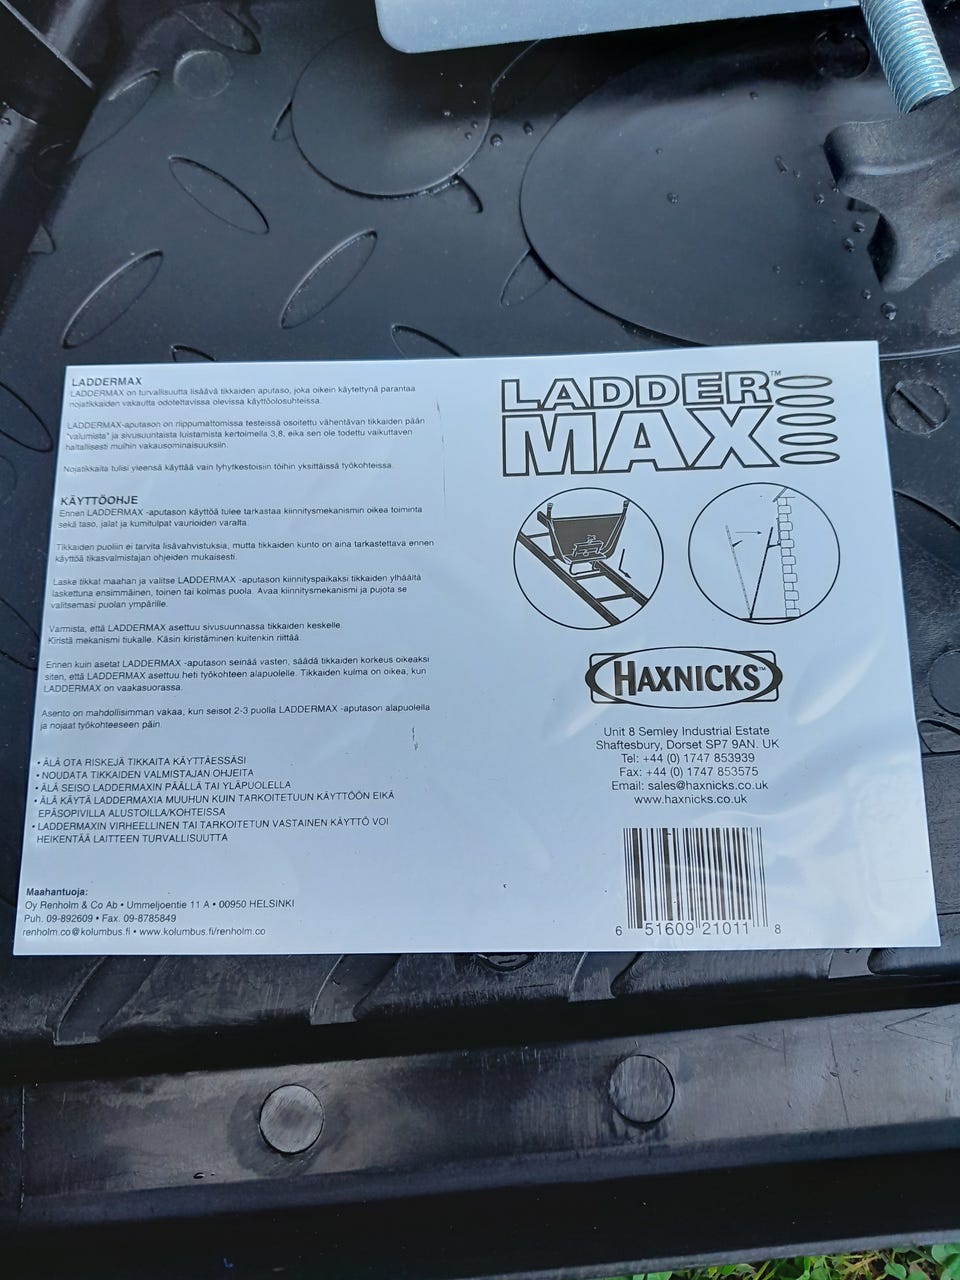 LADDERMAX
LADDERMAX on turvallisuutta lisäävä tikkaiden aputaso, joka oikein käytettynä parantaa
nojatikkaiden vakautta odotettavissa olevissa käyttöolosuhteissa.
LADDERMAX-aputason on riippumattomissa testeissä osoitettu vähentävän tikkaiden pään
"valumista" ja sivusuuntaista luistamista kertoimella 3,8, eikä sen ole todettu vaikuttaven
haitallisesti muihin vakausominaisuuksiin.
Nojatikkaita tulisi yleensä käyttää vain lyhytkestoisiin töihin yksittäisissä työkohteissa.
KÄYTTÖOHJE
Ennen LADDERMAX -aputason käyttöä tulee tarkastaa kiinnitysmekanismin oikea toiminta
sekä taso, jalat ja kumitulpat vaurioiden varalta.
Tikkaiden puoliin ei tarvita lisävahvistuksia, mutta tikkaiden kunto on aina tarkastettava ennen
käyttöä tikasvalmistajan ohjeiden mukaisesti.
Laske tikkat maahan ja valitse LADDERMAX -aputason kiinnityspaikaksi tikkaiden ylhäältä
laskettuna ensimmäinen, toinen tai kolmas puola. Avaa kiinnitysmekanismi ja pujota se
valitsemasi puolan ympärille.
Varmista, että LADDERMAX asettuu sivusuunnassa tikkaiden keskelle.
Kiristä mekanismi tiukalle. Käsin kiristäminen kuitenkin riittää.
Ennen kuin asetat LADDERMAX -aputason seinää vasten, säädä tikkaiden korkeus oikeaksi
siten, että LADDERMAX asettuu heti työkohteen alapuolelle. Tikkaiden kulma on oikea, kun
LADDERMAX on vaakasuorassa.
Asento on mahdollisimman vakaa, kun seisot 2-3 puolla LADDERMAX -aputason alapuolella
ja nojaat työkohteeseen päin.
• ÄLÄ OTA RISKEJÄ TIKKAITA KÄYTTÄESSÄSI
• NOUDATA TIKKAIDEN VALMISTAJAN OHJEITA
• ÄLÄ SEISO LADDERMAXIN PÄÄLLÄ TAI YLÄPUOLELLA
• ÄLÄ KÄYTÄ LADDERMAXIA MUUHUN KUIN TARKOITETUUN KÄYTTÖÖN EIKÄ
EPÄSOPIVILLA ALUSTOILLA/KOHTEISSA
• LADDERMAXIN VIRHEELLINEN TAI TARKOITETUN VASTAINEN KÄYTTÖ VOI
HEIKENTÄÄ LAITTEEN TURVALLISUUTTA
Maahantuoja:
Oy Renholm & Co Ab • Ummeljoentie 11 A • 00950 HELSINKI
Puh. 09-892609 • Fax. 09-8785849
renholm.co@kolumbus.fi • www.kolumbus.fi/renholm.co
LADDER™
MAX
HAXNICKS™
Unit 8 Semley Industrial Estate
Shaftesbury, Dorset SP7 9AN. UK
Tel: +44 (0) 1747 853939
Fax: +44 (0) 1747 853575
Email: sales@haxnicks.co.uk
www.haxnicks.co.uk
6 51609 21011 8